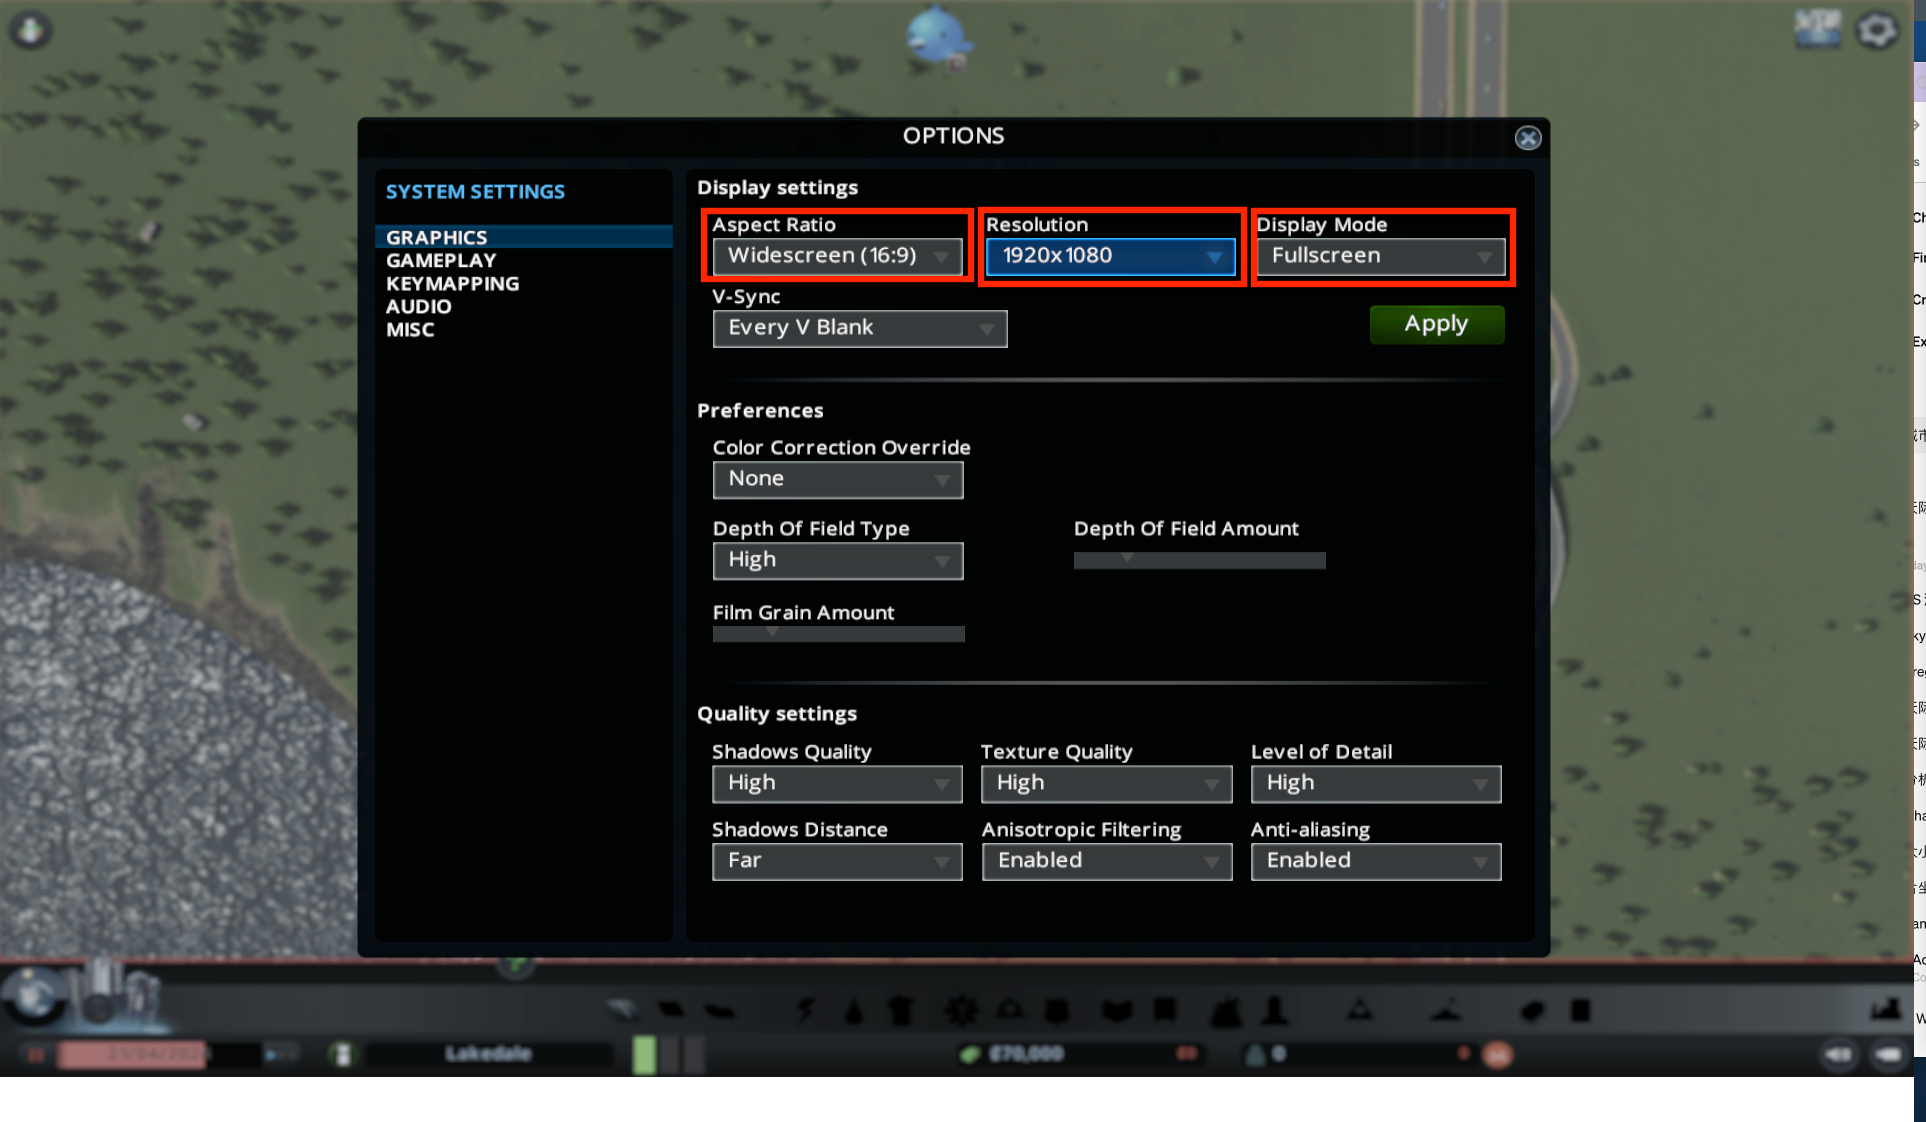 OPTIONS
SYSTEM SETTINGS
GRAPHICS
GAMEPLAY
KEYMAPPING
AUDIO
MISC
Display settings
Aspect Ratio
Resolution
Display Mode
Widescreen (16:9)
1920x1080
Fullscreen
V-Sync
Every V Blank
Apply
Preferences
Color Correction Override
None
Depth Of Field Type
Depth Of Field Amount
High
Film Grain Amount
Quality settings
Shadows Quality
Texture Quality
Level of Detail
High
High
High
Shadows Distance
Anisotropic Filtering
Anti-aliasing
Far
Enabled
Enabled
Lakedale
₡70,000
0